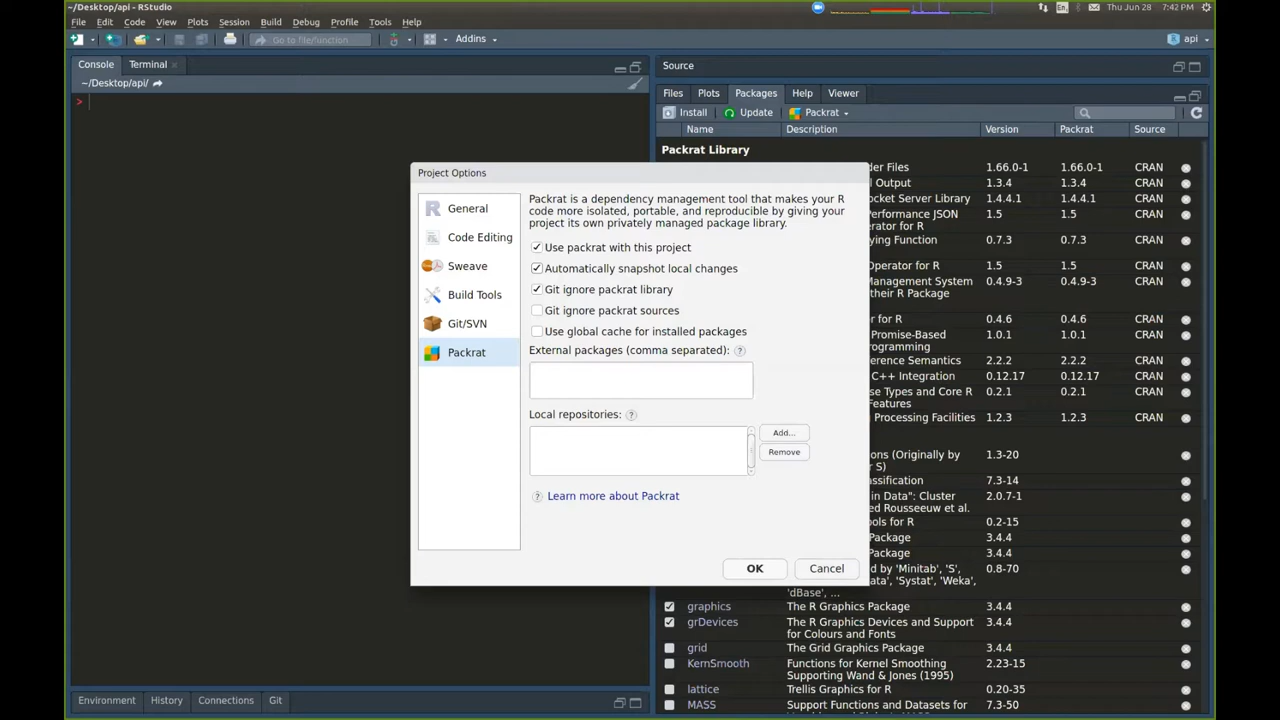 ~/Desktop/api - RStudio
En
Thu Jun 28
7:42 PM
File Edit Code View Plots Session Build Debug Profile Tools Help
Go to file/function
Addins
api
Console Terminal
~/Desktop/api/
>
Source
Files Plots Packages Help Viewer
Install Update Packrat
Name Description Version Packrat Source
Packrat Library
der Files 1.66.0-1 1.66.0-1 CRAN
l Output 1.3.4 1.3.4 CRAN
ocket Server Library 1.4.4.1 1.4.4.1 CRAN
Performance JSON 1.5 1.5 CRAN
erator for R
ying Function 0.7.3 0.7.3 CRAN
Operator for R 1.5 1.5 CRAN
Management System 0.4.9-3 0.4.9-3 CRAN
their R Package
or for R 0.4.6 0.4.6 CRAN
Promise-Based 1.0.1 1.0.1 CRAN
rogramming
erence Semantics 2.2.2 2.2.2 CRAN
C++ Integration 0.12.17 0.12.17 CRAN
se Types and Core R 0.2.1 0.2.1 CRAN
Features
Processing Facilities 1.2.3 1.2.3 CRAN
ions (Originally by 1.3-20
r S)
assification 7.3-14
in Data": Cluster 2.0.7-1
ed Rousseeuw et al.
ools for R 0.2-15
Package 3.4.4
Package 3.4.4
d by 'Minitab', 'S', 0.8-70
ata', 'Systat', 'Weka',
'dBase', ...
graphics The R Graphics Package 3.4.4
grDevices The R Graphics Devices and Support 3.4.4
for Colours and Fonts
grid The Grid Graphics Package 3.4.4
KernSmooth Functions for Kernel Smoothing 2.23-15
Supporting Wand & Jones (1995)
lattice Trellis Graphics for R 0.20-35
MASS Support Functions and Datasets 7.3-50
Project Options
General
Code Editing
Sweave
Build Tools
Git/SVN
Packrat
Packrat is a dependency management tool that makes your R
code more isolated, portable, and reproducible by giving your
project its own privately managed package library.
Use packrat with this project
Automatically snapshot local changes
Git ignore packrat library
Git ignore packrat sources
Use global cache for installed packages
External packages (comma separated): ?
Local repositories: ?
Add...
Remove
? Learn more about Packrat
OK Cancel
Environment History Connections Git